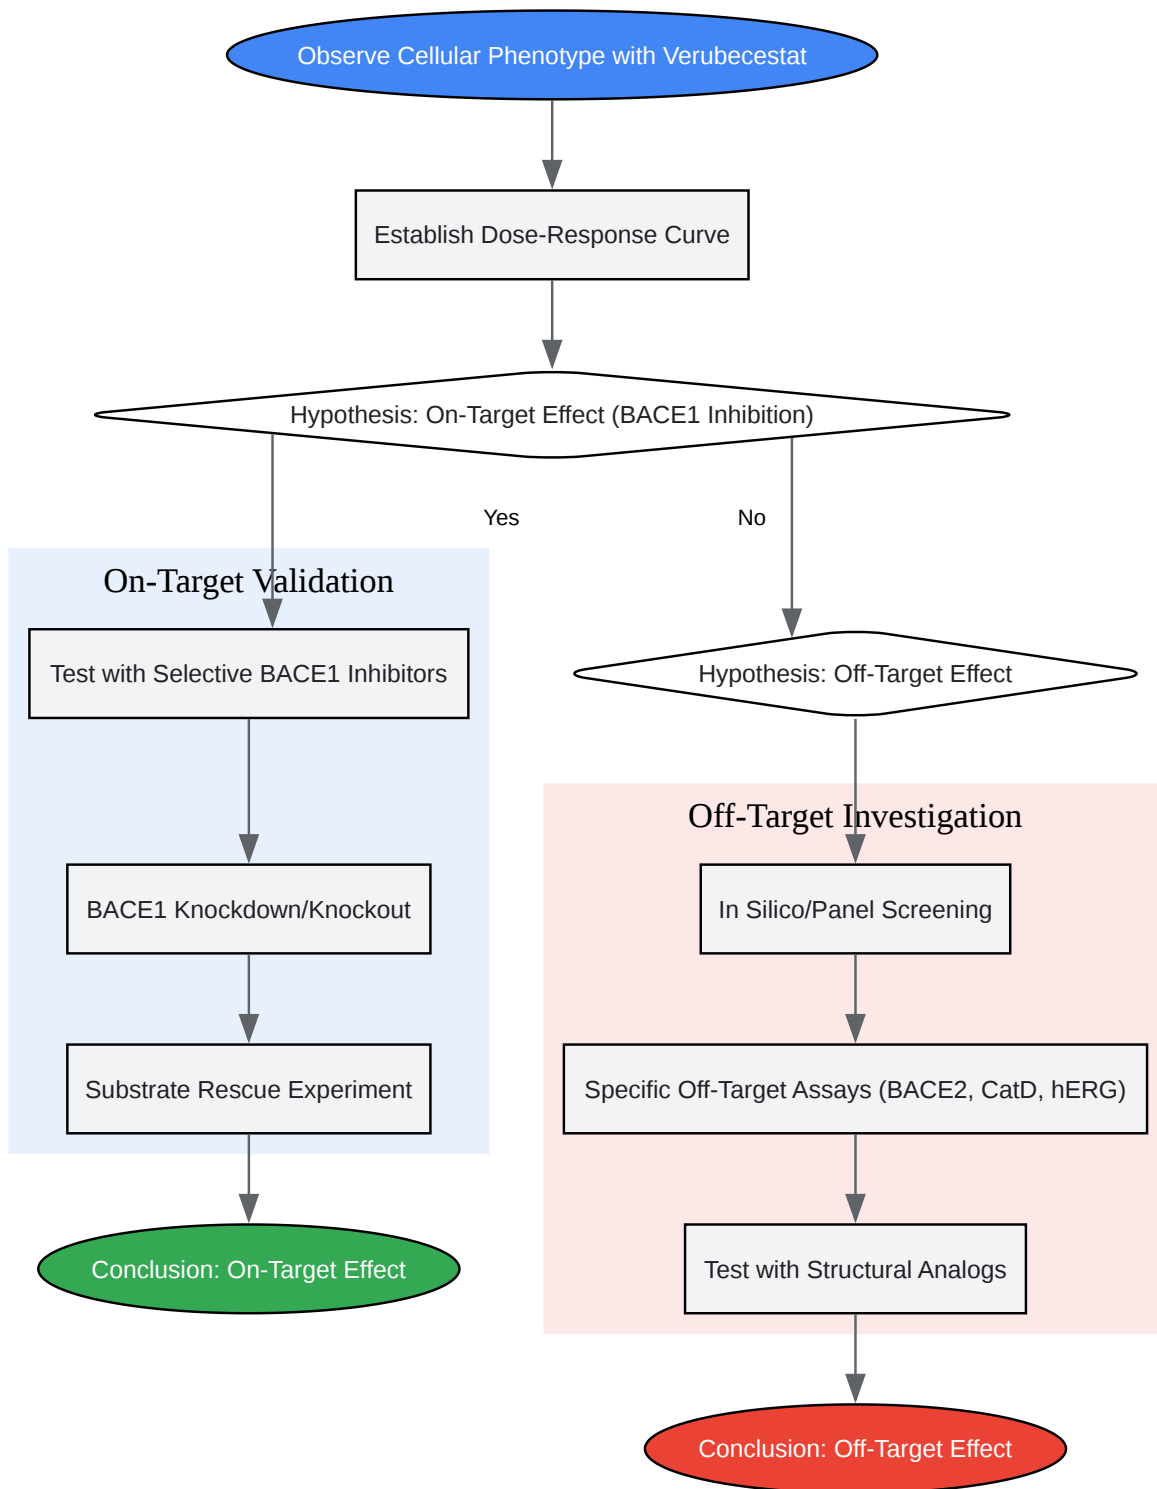 Observe Cellular Phenotype with Verubecestat
Establish Dose-Response Curve
Hypothesis: On-Target Effect (BACE1 Inhibition)
Yes
No
On-Target Validation
Test with Selective BACE1 Inhibitors
BACE1 Knockdown/Knockout
Substrate Rescue Experiment
Conclusion: On-Target Effect
Hypothesis: Off-Target Effect
Off-Target Investigation
In Silico/Panel Screening
Specific Off-Target Assays (BACE2, CatD, hERG)
Test with Structural Analogs
Conclusion: Off-Target Effect